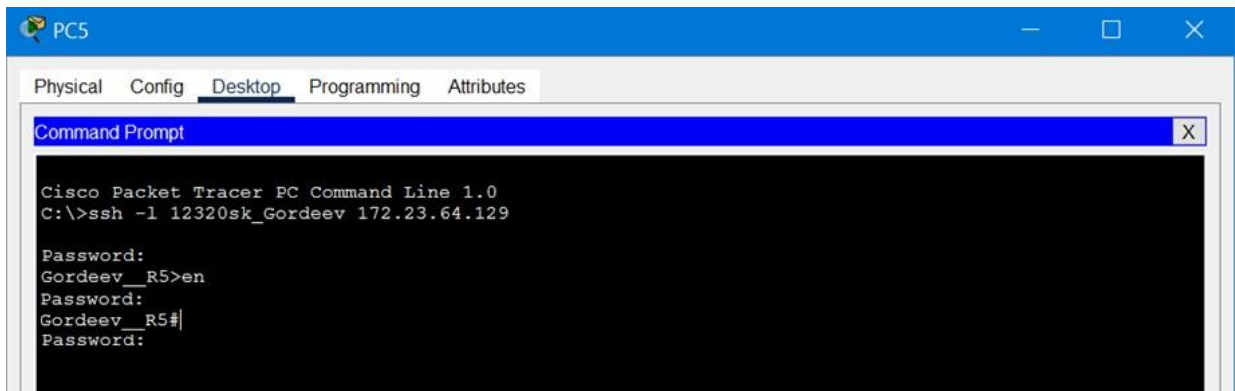 PC5
Physical Config Desktop Programming Attributes
Command Prompt X
Cisco Packet Tracer PC Command Line 1.0
C:\>ssh -l 12320sk_Gordeev 172.23.64.129
Password:
Gordeev__R5>en
Password:
Gordeev__R5#
Password: